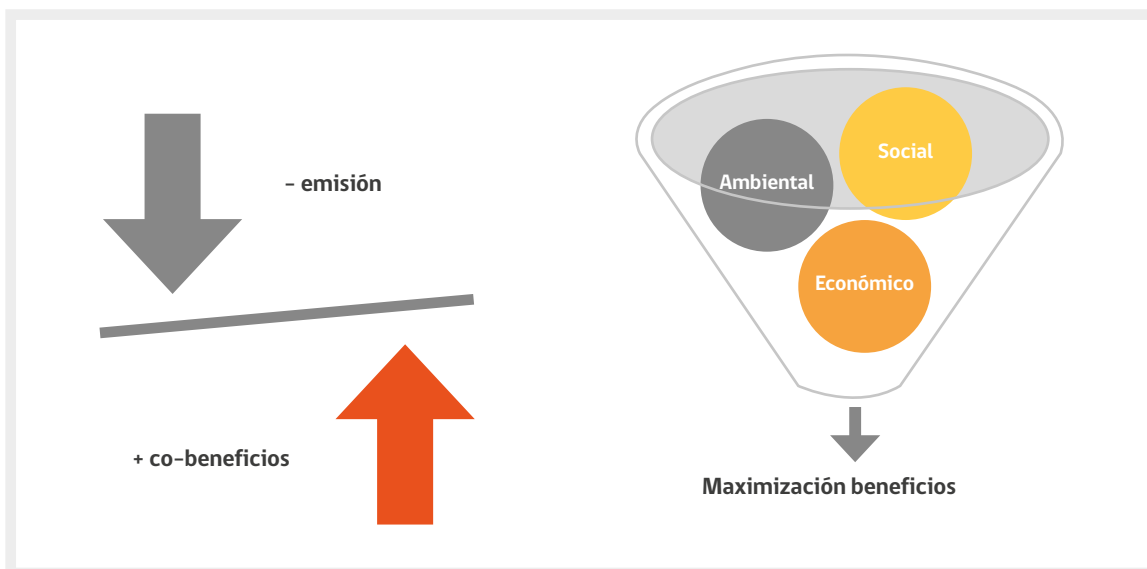 - emisión
+ co-beneficios
Social
Ambiental
Económico
Maximización beneficios